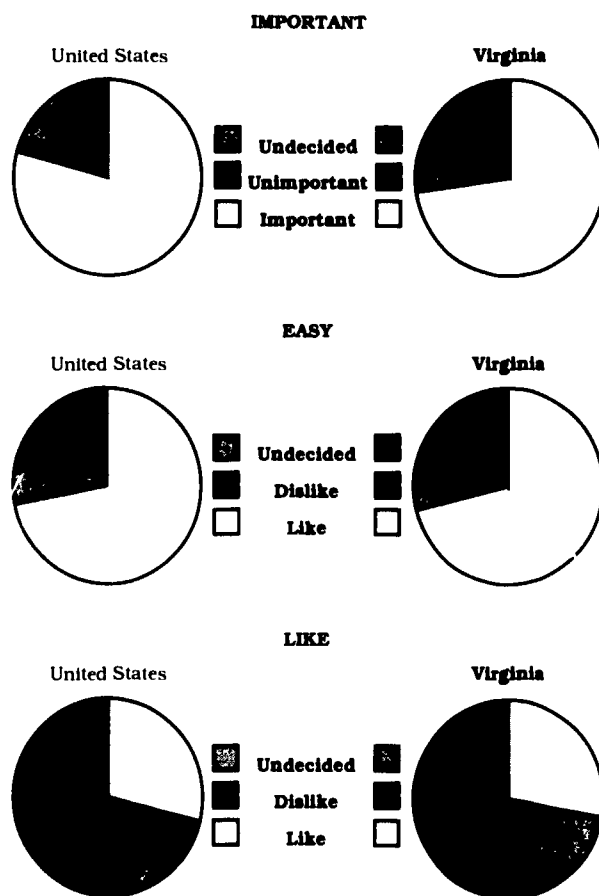 IMPORTANT
United States Virginia
Undecided
Unimportant
Important
EASY
United States Virginia
Undecided
Dislike
Like
LIKE
United States Virginia
Undecided
Dislike
Like